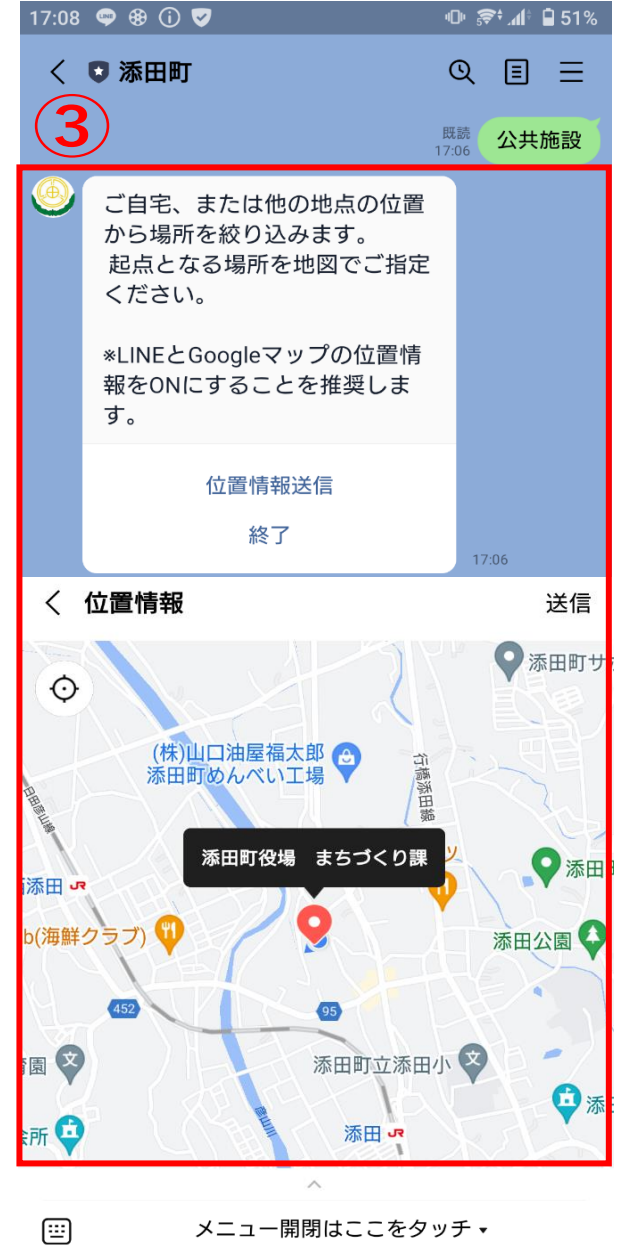 17:08
51%
添田町
③
既読
17:06
公共施設
ご自宅、または他の地点の位置
から場所を絞り込みます。
起点となる場所を地図でご指定
ください。
※LINEとGoogleマップの位置情
報をONにすることを推奨しま
す。
位置情報送信
終了
17:06
位置情報
送信
添田町サ
(株)山口油屋福太郎
添田町めんべい工場
行橋添田線
日田彦山線
添田町役場 まちづくり課
添田
JR
添田
b(海鮮クラブ)
添田公園
452
95
育園
文
添田町立添田小
文
彦山川
添田
JR
添
会所
メニュー開閉はここをタッチ▾